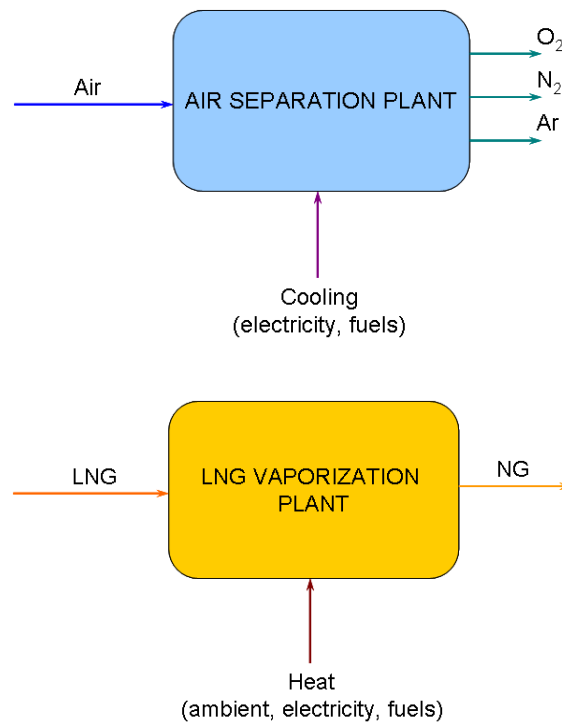 O₂
Air
N₂
AIR SEPARATION PLANT
Ar
Cooling
(electricity, fuels)
LNG
LNG VAPORIZATION
PLANT
NG
Heat
(ambient, electricity, fuels)